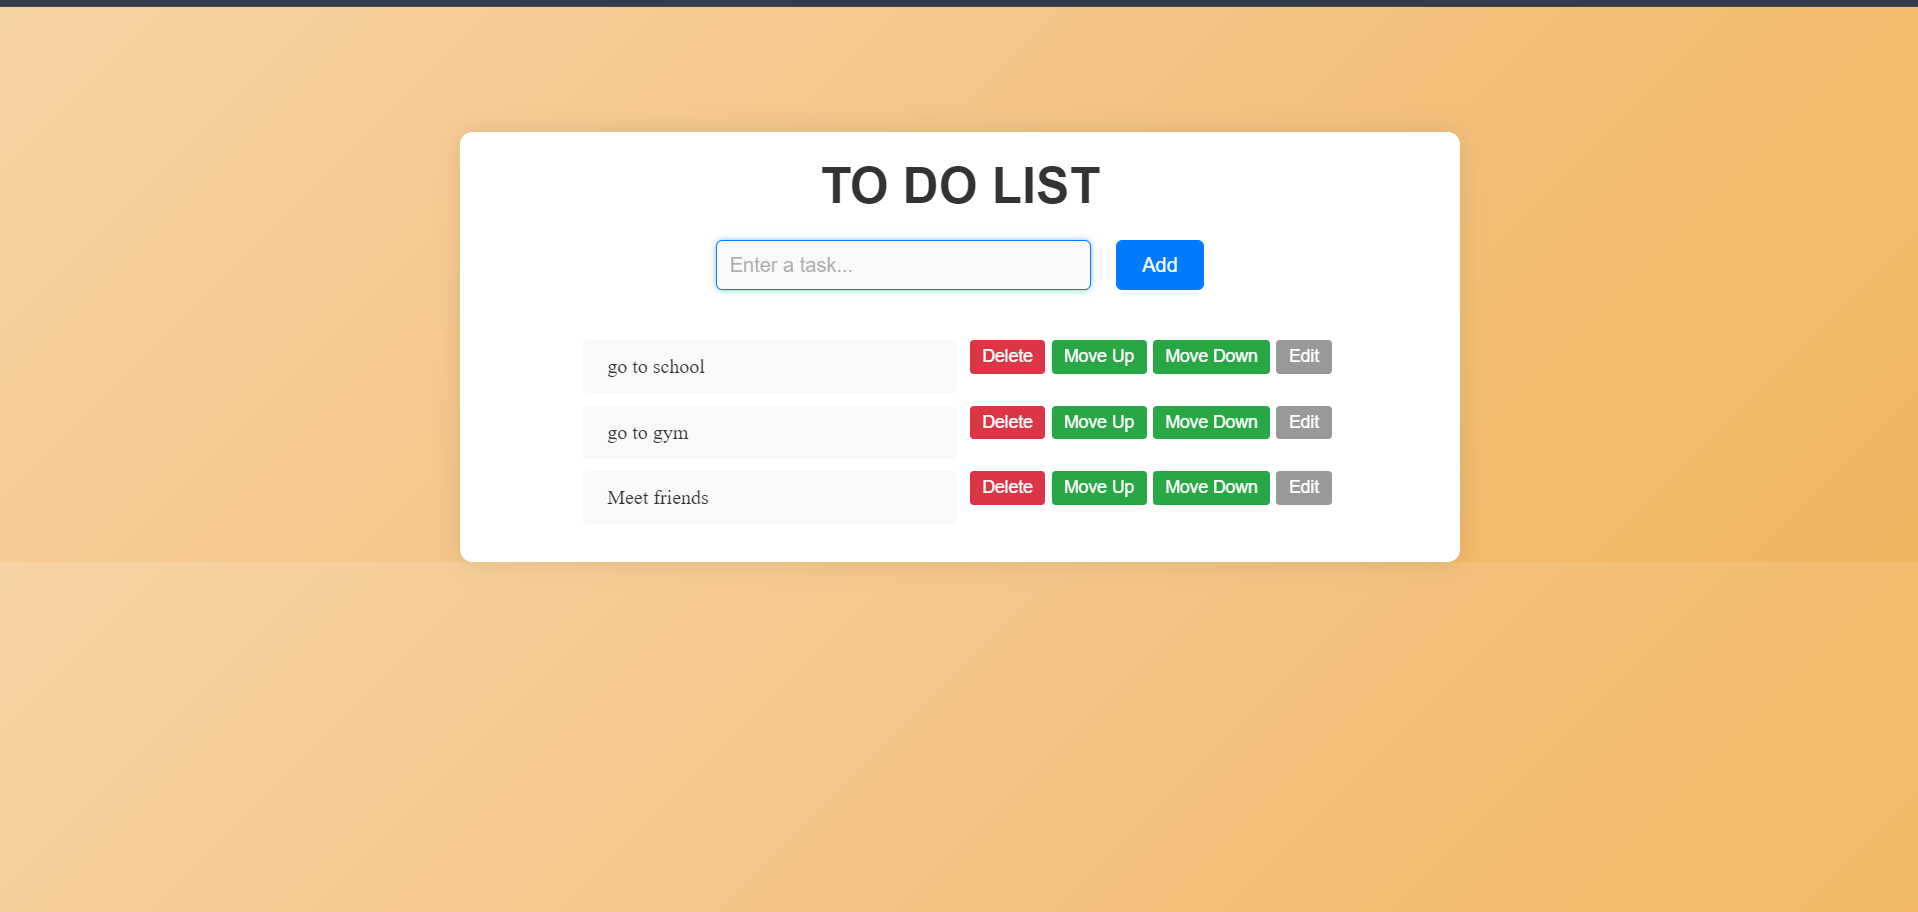 TO DO LIST
Enter a task... Add
go to school Delete Move Up Move Down Edit
go to gym Delete Move Up Move Down Edit
Meet friends Delete Move Up Move Down Edit